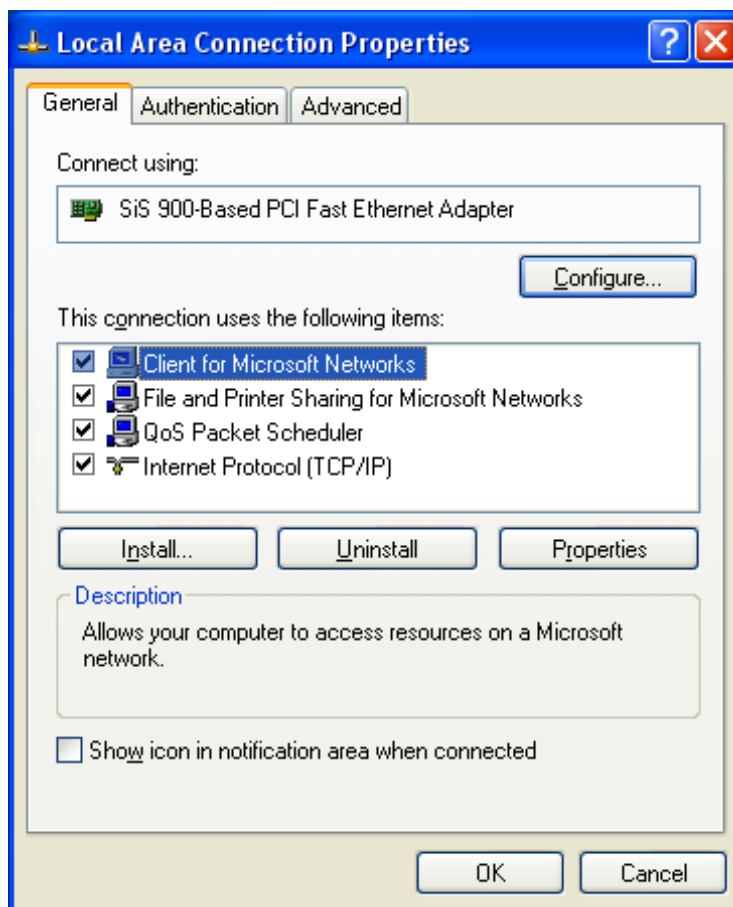 Local Area Connection Properties
General
Authentication
Advanced
Connect using:
SiS 900-Based PCI Fast Ethernet Adapter
Configure...
This connection uses the following items:
Client for Microsoft Networks
File and Printer Sharing for Microsoft Networks
QoS Packet Scheduler
Internet Protocol (TCP/IP)
Install...
Uninstall
Properties
Description
Allows your computer to access resources on a Microsoft
network.
Show icon in notification area when connected
OK
Cancel